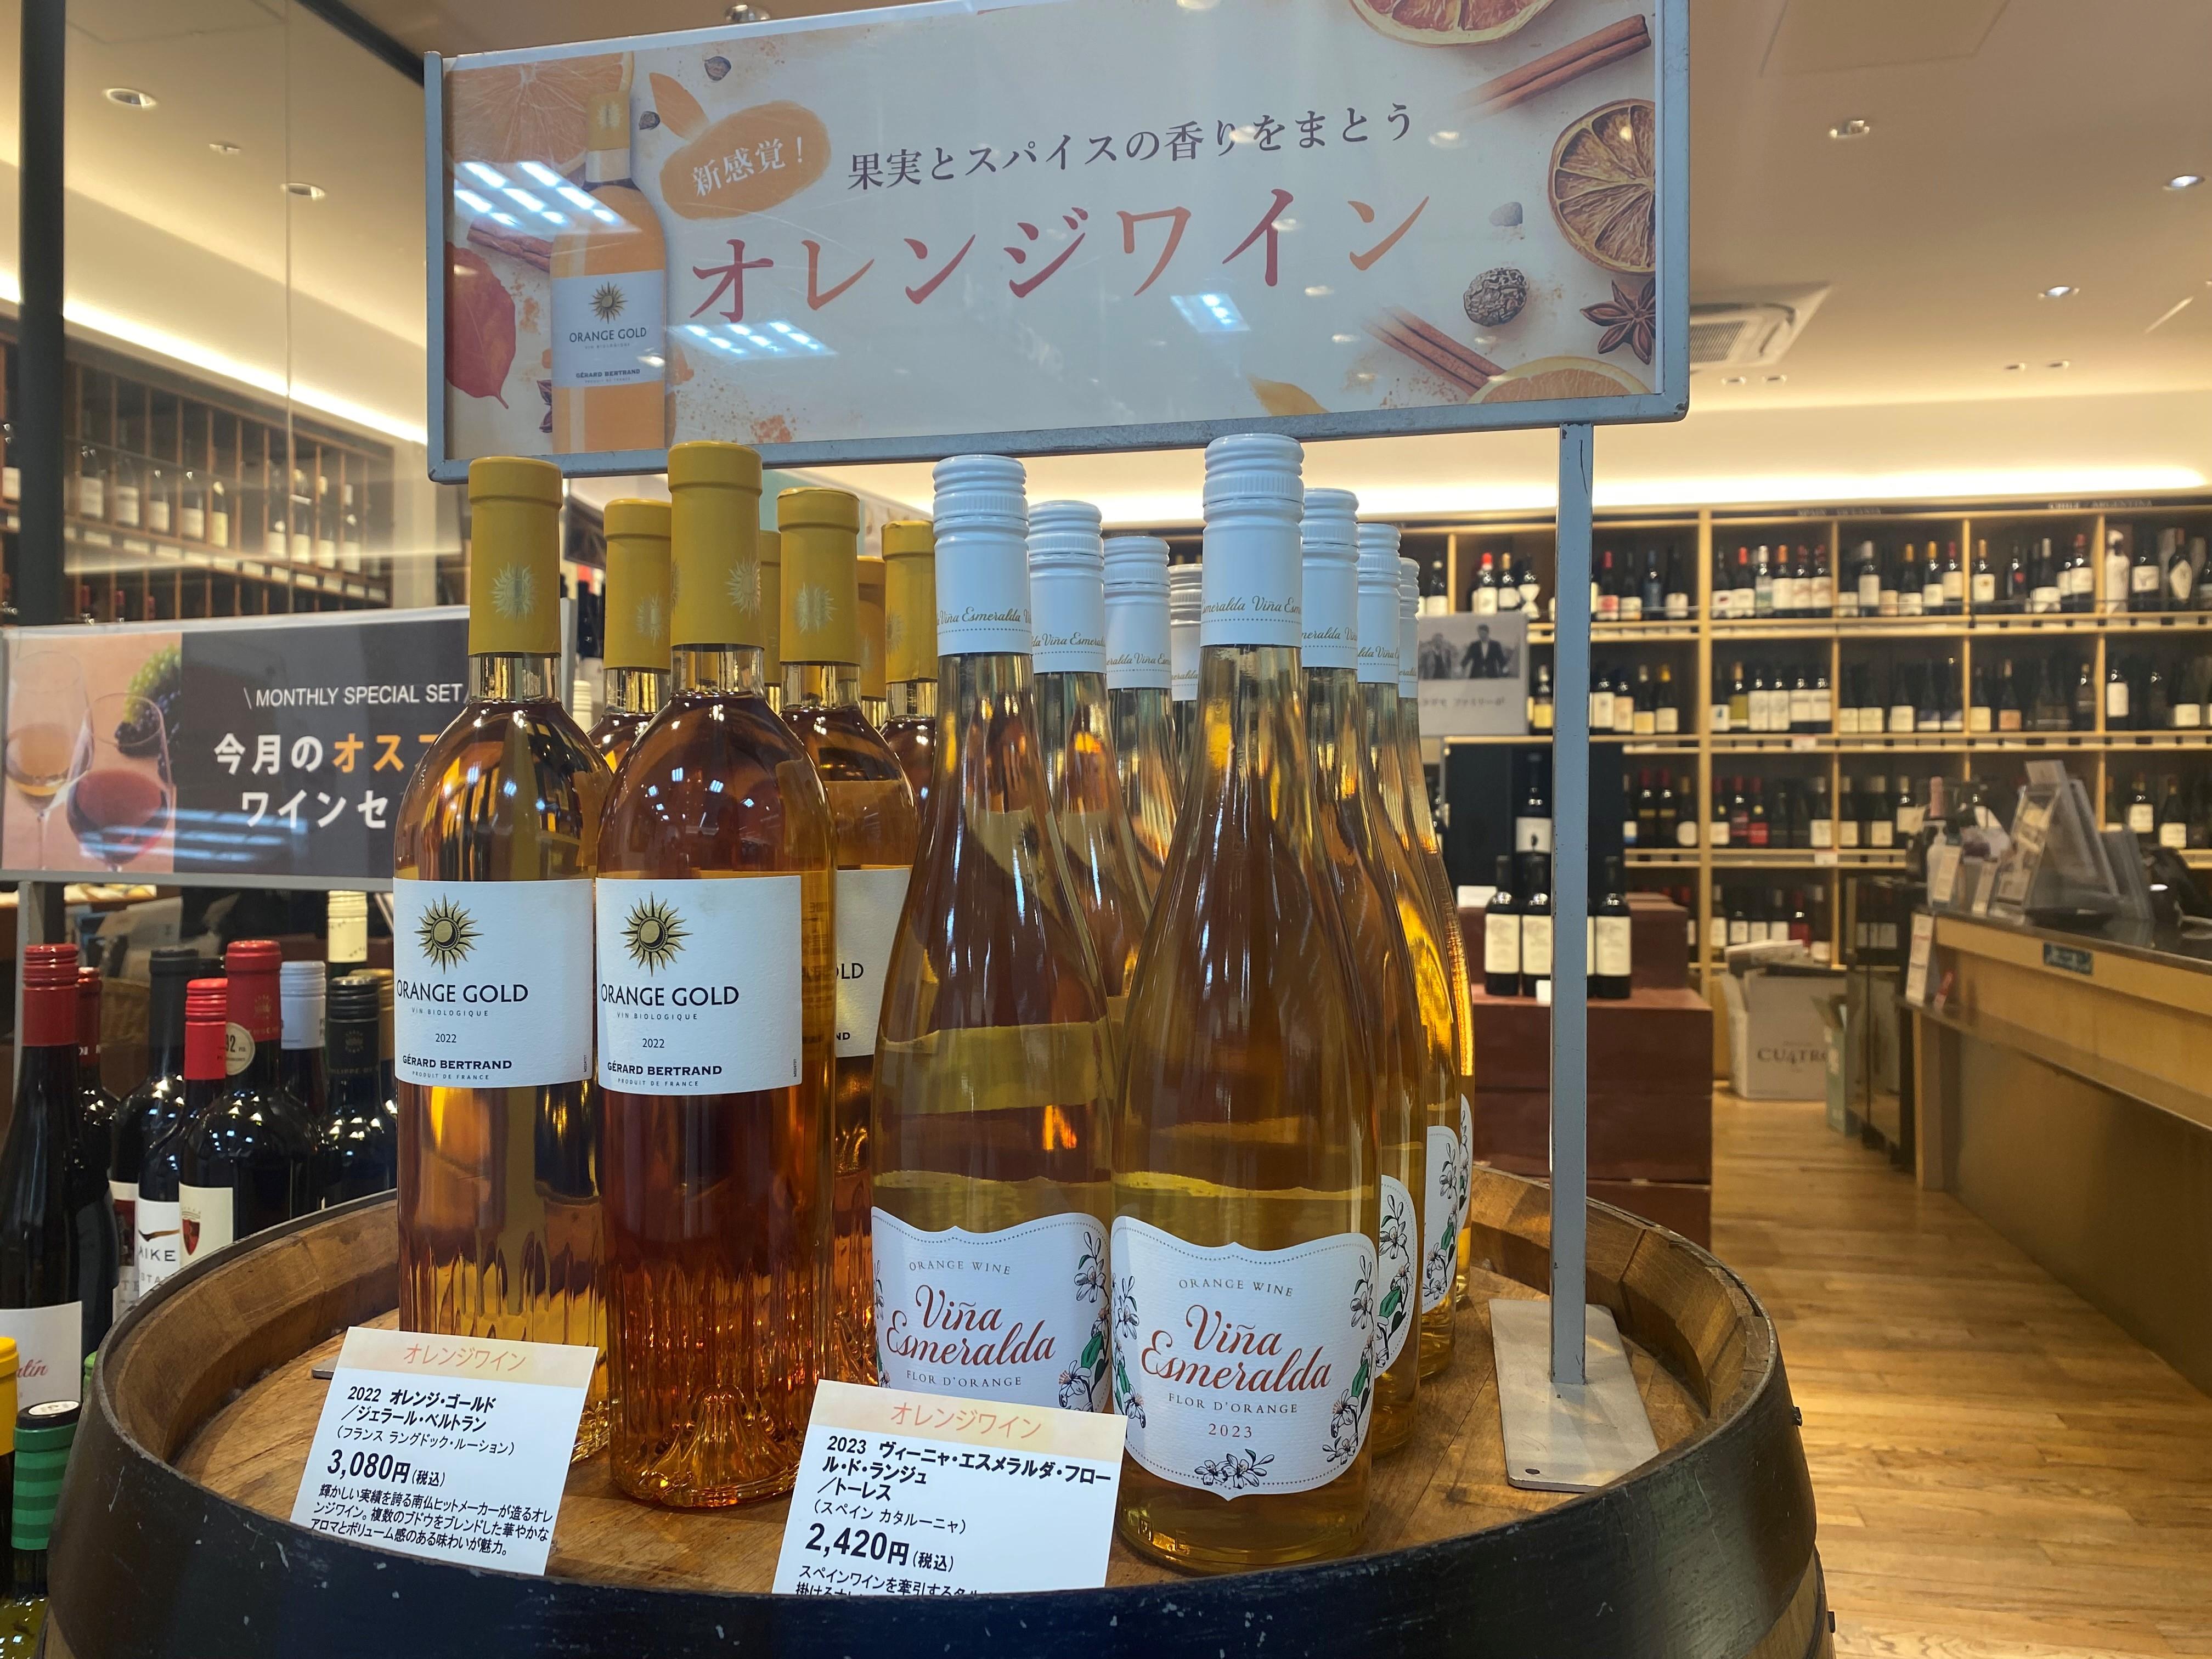 新感覚!
果実とスパイスの香りをまとう
オレンジワイン
ORANGE GOLD
VIN BIOLOGIQUE
GÉRARD BERTRAND
PRODUIT DE FRANCE
\ MONTHLY SPECIAL SET
今月のオス
ワインセ
Viña Esmeralda
Viña Esmeralda
ORANGE GOLD
VIN BIOLOGIQUE
2022
GÉRARD BERTRAND
PRODUIT DE FRANCE
ORANGE GOLD
VIN BIOLOGIQUE
2022
GÉRARD BERTRAND
PRODUIT DE FRANCE
OLD
ND
ORANGE WINE
Viña
Esmeralda
FLOR D'ORANGE
ORANGE WINE
Viña
Esmeralda
FLOR D'ORANGE
2023
オレンジワイン
2022 オレンジ・ゴールド
/ジェラール・ベルトラン
(フランス ラングドック・ルーション)
3,080円(税込)
輝かしい実績を誇る南仏ヒットメーカーが造るオレ
ンジワイン。複数のブドウをブレンドした華やかな
アロマとボリューム感のある味わいが魅力。
オレンジワイン
2023 ヴィーニャ・エスメラルダ・フロー
ル・ド・ランジュ
/トーレス
(スペイン カタルーニャ)
2,420円(税込)
スペインワインを牽引する
CU4TRO